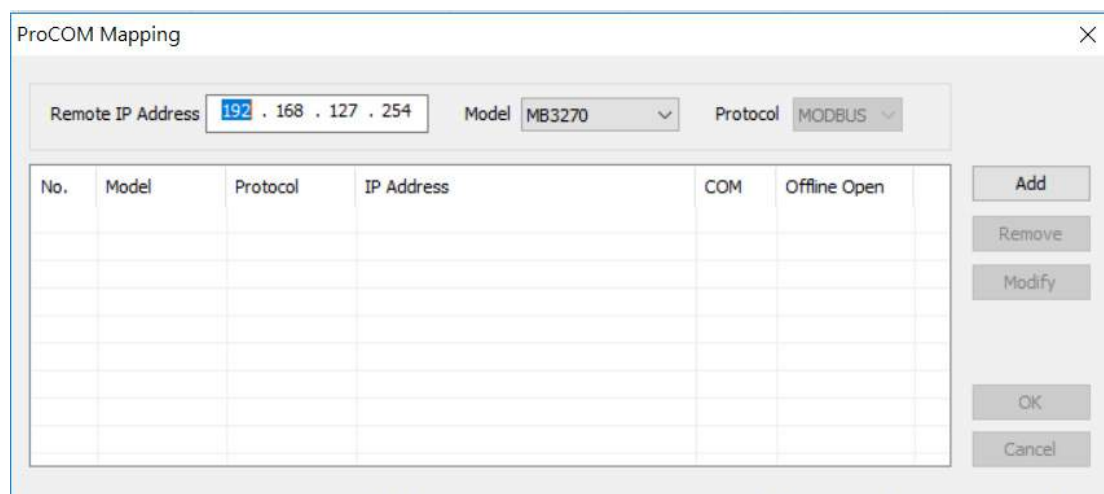 ProCOM Mapping
Remote IP Address 192 . 168 . 127 . 254 Model MB3270 Protocol MODBUS
No. Model Protocol IP Address COM Offline Open
Add
Remove
Modify
OK
Cancel